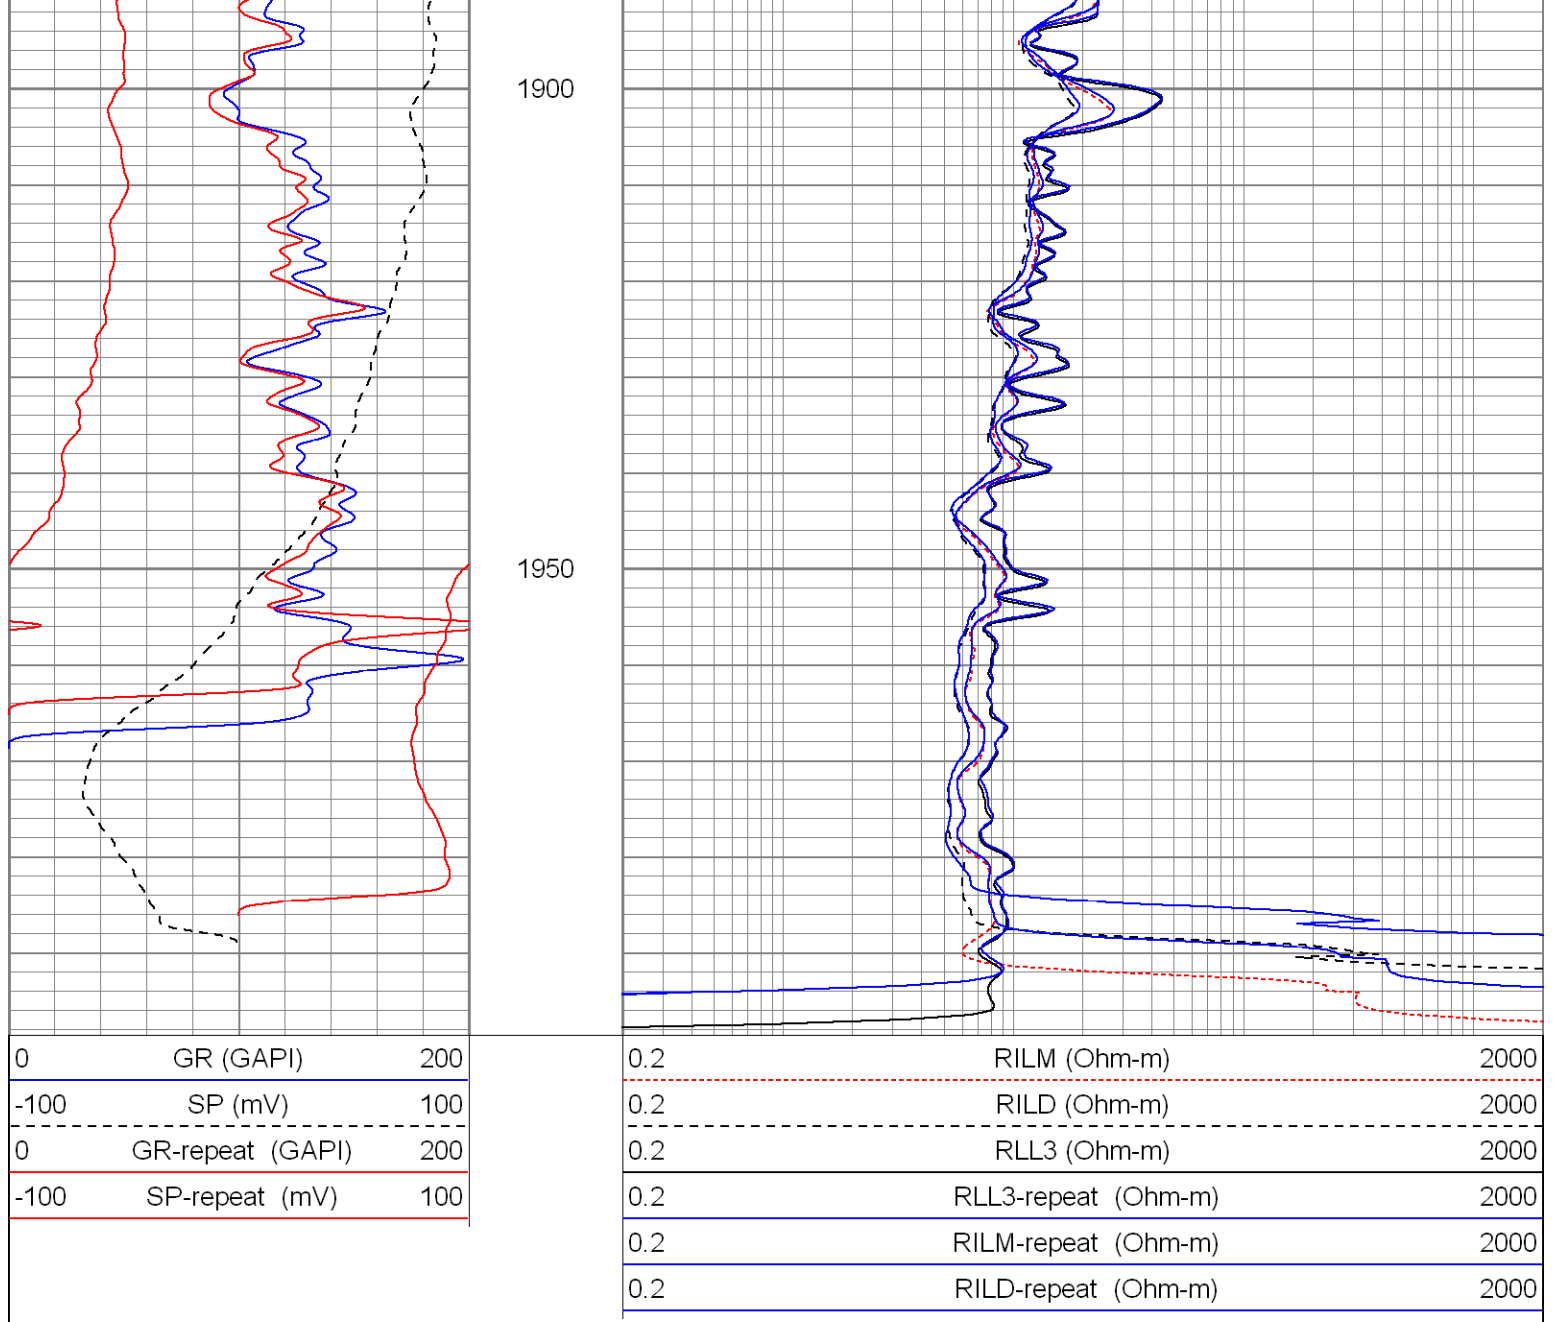 1900
1950
0 GR (GAPI) 200
-100 SP (mV) 100
0 GR-repeat (GAPI) 200
-100 SP-repeat (mV) 100
0.2 RILM (Ohm-m) 2000
0.2 RILD (Ohm-m) 2000
0.2 RLL3 (Ohm-m) 2000
0.2 RLL3-repeat (Ohm-m) 2000
0.2 RILM-repeat (Ohm-m) 2000
0.2 RILD-repeat (Ohm-m) 2000